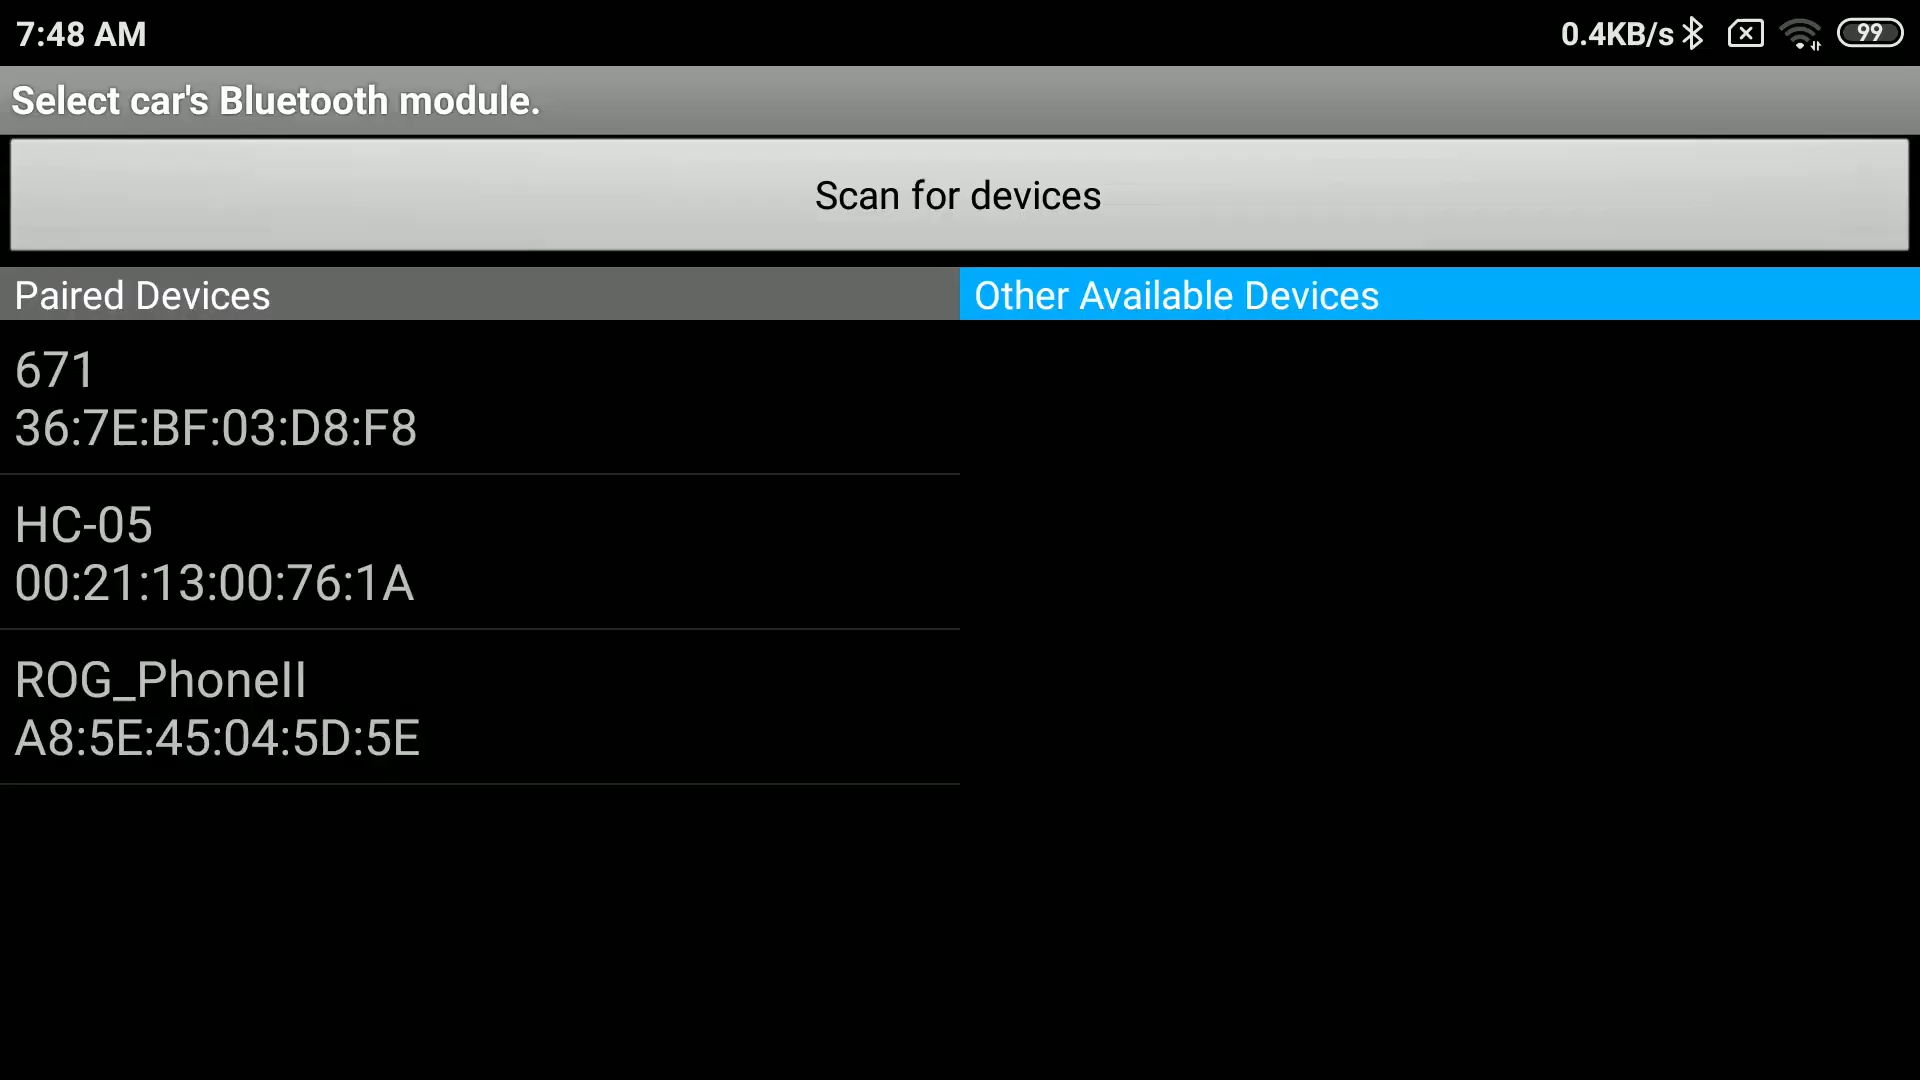 7:48 AM
0.4KB/s
99
Select car's Bluetooth module.
Scan for devices
Paired Devices
Other Available Devices
671
36:7E:BF:03:D8:F8
HC-05
00:21:13:00:76:1A
ROG_PhoneII
A8:5E:45:04:5D:5E